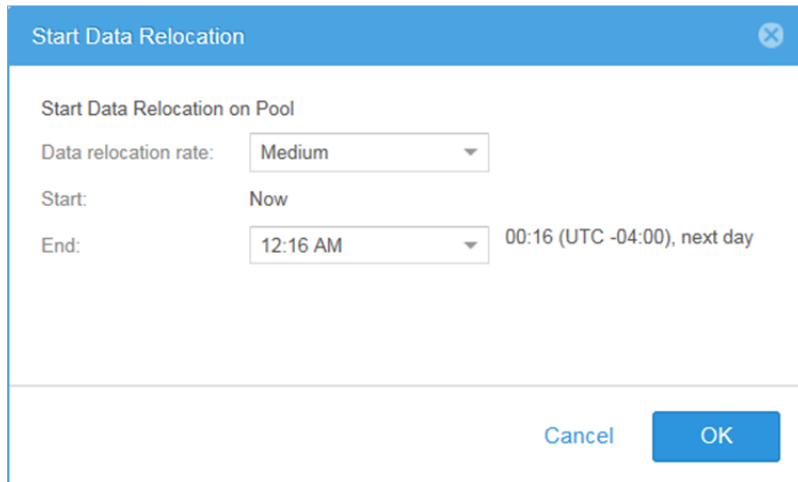 Start Data Relocation
Start Data Relocation on Pool
Data relocation rate: Medium
Start: Now
End: 12:16 AM 00:16 (UTC -04:00), next day
Cancel OK